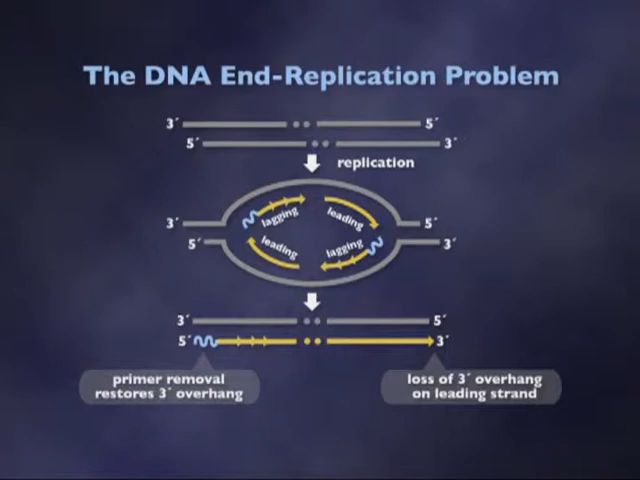 The DNA End-Replication Problem
3´ 5´
5´ 3´
replication
lagging leading
3´ 5´
5´ 3´
leading lagging
3´ 5´
5´ 3´
primer removal
restores 3´ overhang
loss of 3´ overhang
on leading strand